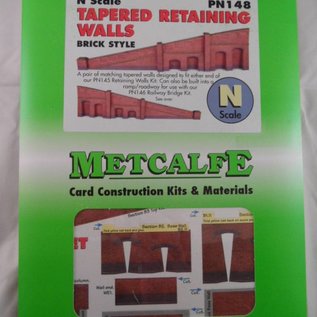 N Scale PN148
TAPERED RETAINING
WALLS
BRICK STYLE
A pair of matching tapered walls designed to fit either end of
our PN145 Retaining Walls Kit. Can also be built into a
ramp/roadway for use with our
PN146 Railway Bridge Kit.
See over
N
Scale
METCALFE
Card Construction Kits & Materials